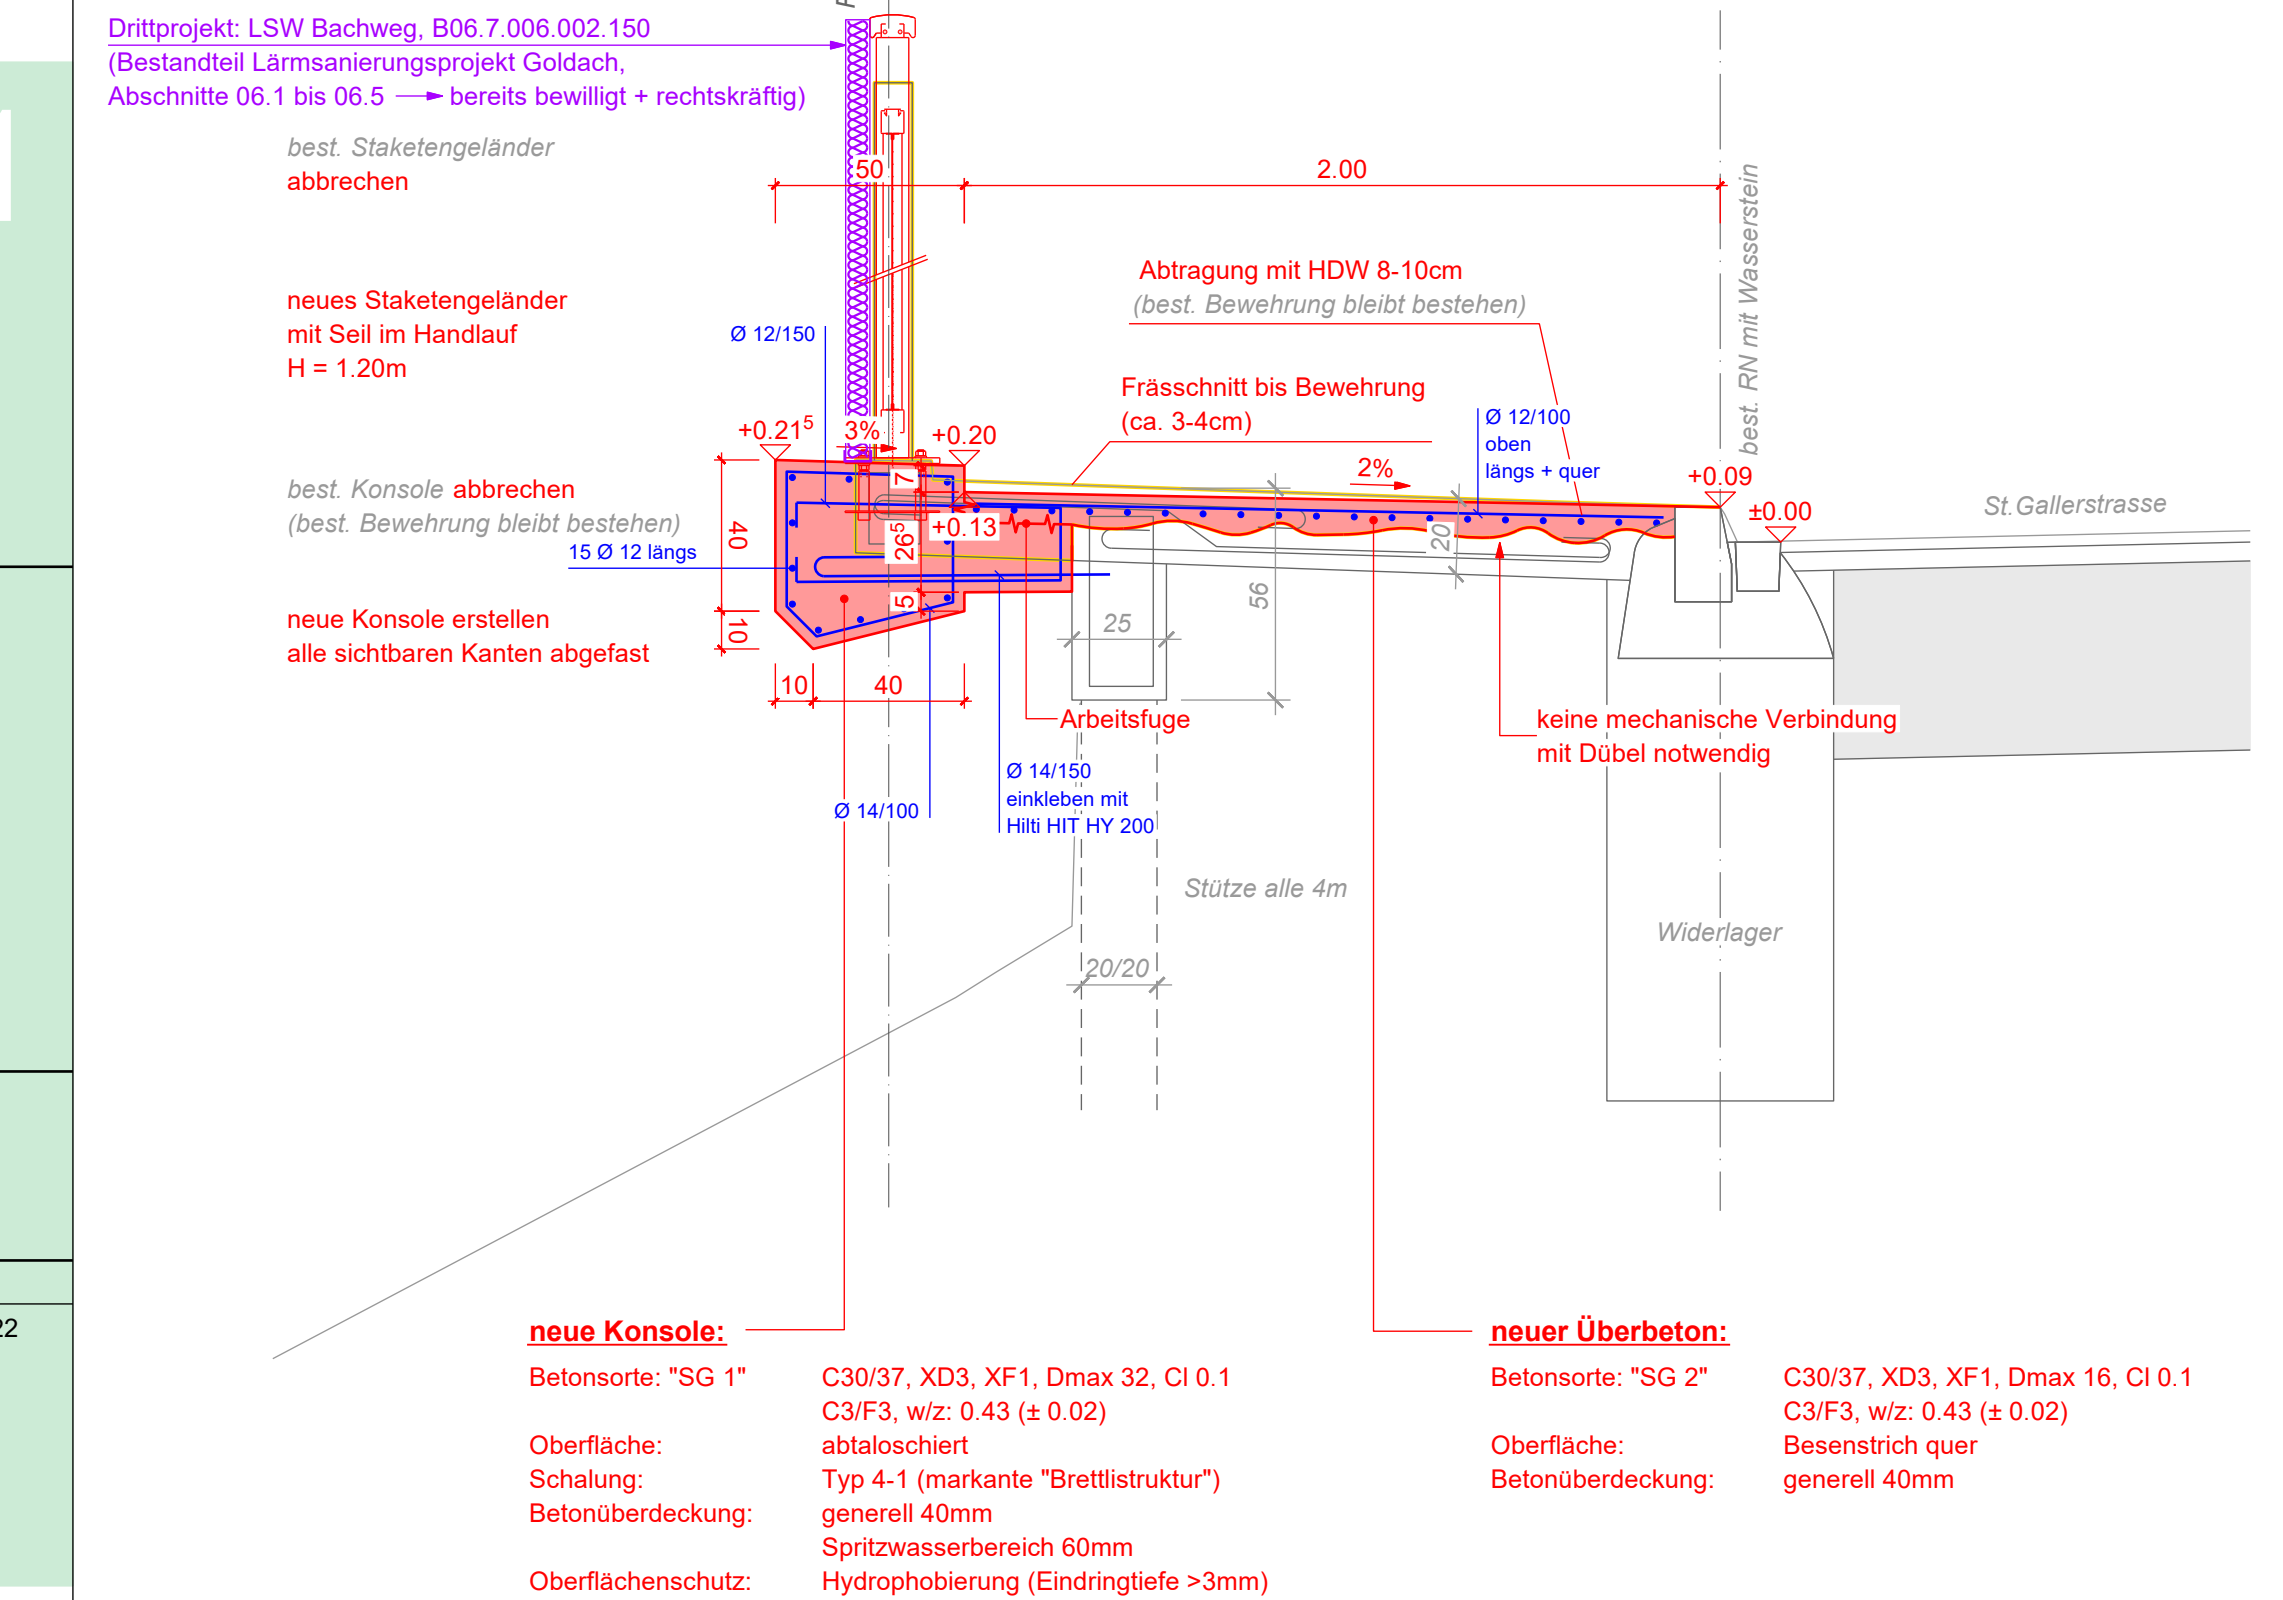 Drittprojekt: LSW Bachweg, B06.7.006.002.150
(Bestandteil Lärmsanierungsprojekt Goldach,
Abschnitte 06.1 bis 06.5 → bereits bewilligt + rechtskräftig)
best. Staketengeländer
abbrechen
50
2.00
best. RN mit Wasserstein
neues Staketengeländer
mit Seil im Handlauf
H = 1.20m
Ø 12/150
Abtragung mit HDW 8-10cm
(best. Bewehrung bleibt bestehen)
Frässchnitt bis Bewehrung
(ca. 3-4cm)
Ø 12/100
oben
längs + quer
+0.21⁵
3%
+0.20
2%
+0.09
±0.00
St.Gallerstrasse
best. Konsole abbrechen
(best. Bewehrung bleibt bestehen)
15 Ø 12 längs
40
10
7
26⁵
5
+0.13
20
56
25
neue Konsole erstellen
alle sichtbaren Kanten abgefast
10
40
Arbeitsfuge
keine mechanische Verbindung
mit Dübel notwendig
Ø 14/100
Ø 14/150
einkleben mit
Hilti HIT HY 200
Stütze alle 4m
Widerlager
20/20
22
neue Konsole:
Betonsorte: "SG 1" C30/37, XD3, XF1, Dmax 32, Cl 0.1
C3/F3, w/z: 0.43 (± 0.02)
Oberfläche: abtaloschiert
Schalung: Typ 4-1 (markante "Brettlistruktur")
Betonüberdeckung: generell 40mm
Spritzwasserbereich 60mm
Oberflächenschutz: Hydrophobierung (Eindringtiefe >3mm)
neuer Überbeton:
Betonsorte: "SG 2" C30/37, XD3, XF1, Dmax 16, Cl 0.1
C3/F3, w/z: 0.43 (± 0.02)
Oberfläche: Besenstrich quer
Betonüberdeckung: generell 40mm